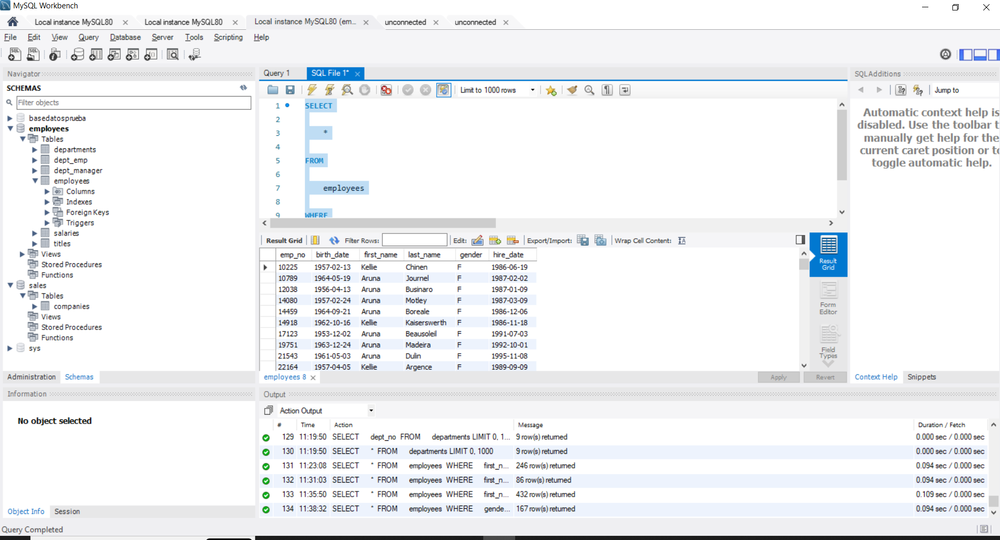 MySQL Workbench
Local instance MySQL80
Local instance MySQL80
Local instance MySQL80 (em...
unconnected
unconnected
File Edit View Query Database Server Tools Scripting Help
Navigator
SCHEMAS
Filter objects
basedatosprueba
employees
Tables
departments
dept_emp
dept_manager
employees
Columns
Indexes
Foreign Keys
Triggers
salaries
titles
Views
Stored Procedures
Functions
sales
Tables
companies
Views
Stored Procedures
Functions
sys
Administration Schemas
Information
No object selected
Object Info Session
Query Completed
Query 1
SQL File 1*
Limit to 1000 rows
1 SELECT
2
3 *
4
5 FROM
6
7 employees
8
9 WHERE
Result Grid Filter Rows: Edit: Export/Import: Wrap Cell Content:
emp_no birth_date first_name last_name gender hire_date
10225 1957-02-13 Kellie Chinen F 1986-06-19
10789 1964-05-19 Aruna Journel F 1987-02-02
12038 1956-04-13 Aruna Businaro F 1987-01-09
14080 1957-02-24 Aruna Motley F 1987-03-09
14459 1964-09-21 Aruna Boreale F 1986-12-06
14918 1962-10-16 Kellie Kaiserswerth F 1986-11-18
17123 1953-12-02 Aruna Beausoleil F 1991-07-03
19751 1963-12-24 Aruna Madeira F 1992-10-01
21543 1961-05-03 Aruna Dulin F 1995-11-08
22164 1957-04-05 Kellie Argence F 1989-09-09
employees 8
Apply Revert
Result
Grid
Form
Editor
Field
Types
SQLAdditions
Jump to
Automatic context help is
disabled. Use the toolbar t
manually get help for the
current caret position or to
toggle automatic help.
Context Help Snippets
Output
Action Output
# Time Action Message Duration / Fetch
129 11:19:50 SELECT dept_no FROM departments LIMIT 0, 1... 9 row(s) returned 0.000 sec / 0.000 sec
130 11:19:50 SELECT * FROM departments LIMIT 0, 1000 9 row(s) returned 0.000 sec / 0.000 sec
131 11:23:08 SELECT * FROM employees WHERE first_n... 246 row(s) returned 0.094 sec / 0.000 sec
132 11:31:03 SELECT * FROM employees WHERE first_n... 86 row(s) returned 0.094 sec / 0.000 sec
133 11:35:50 SELECT * FROM employees WHERE first_n... 432 row(s) returned 0.109 sec / 0.000 sec
134 11:38:32 SELECT * FROM employees WHERE gende... 167 row(s) returned 0.094 sec / 0.000 sec